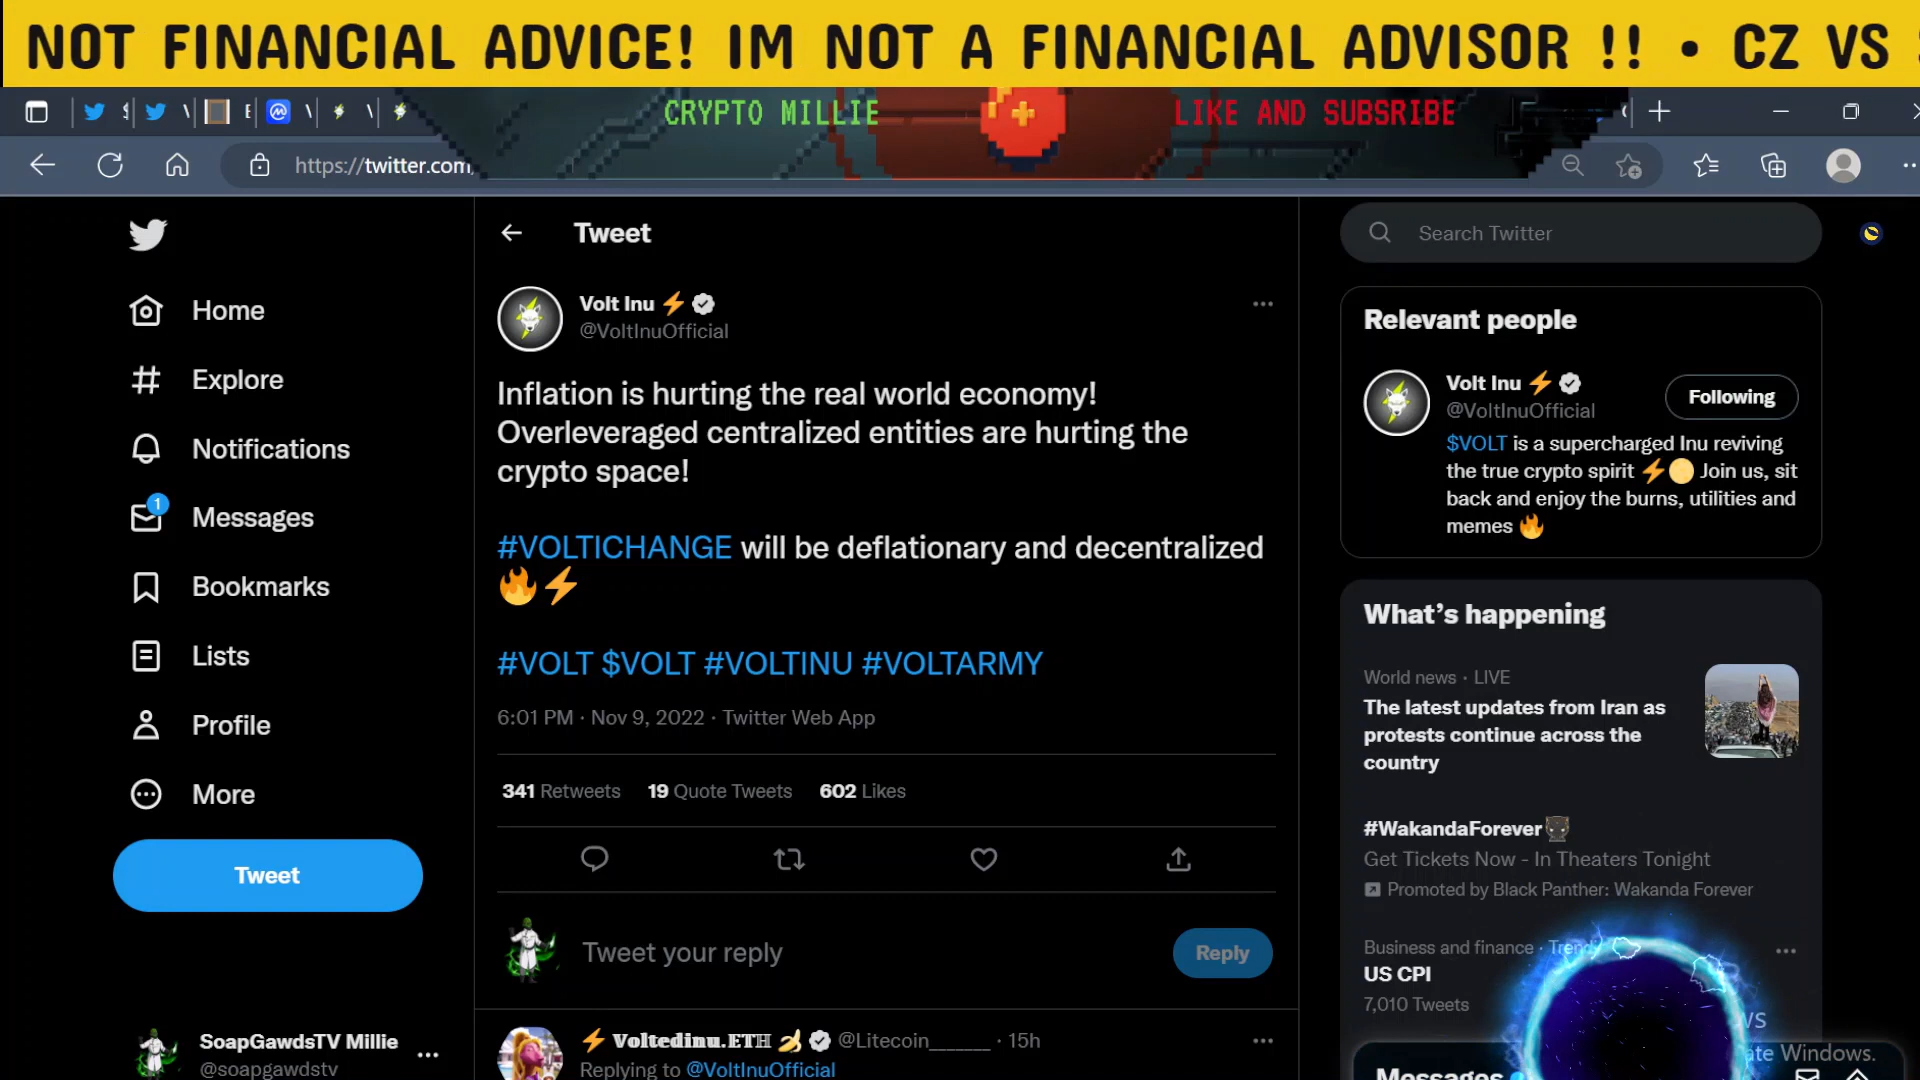 NOT FINANCIAL ADVICE! IM NOT A FINANCIAL ADVISOR !! • CZ VS
CRYPTO MILLIE
LIKE AND SUBSRIBE
https://twitter.com
Tweet
Search Twitter
Home
Explore
Notifications
1
Messages
Bookmarks
Lists
Profile
More
Tweet
SoapGawdsTV Millie
@soapgawdstv
Volt Inu ⚡
@VoltInuOfficial
Inflation is hurting the real world economy!
Overleveraged centralized entities are hurting the
crypto space!
#VOLTICHANGE will be deflationary and decentralized
🔥⚡
#VOLT $VOLT #VOLTINU #VOLTARMY
6:01 PM · Nov 9, 2022 · Twitter Web App
341 Retweets 19 Quote Tweets 602 Likes
Tweet your reply
Reply
⚡ Voltedinu.ETH 🍌 @Litecoin_______ · 15h
Replying to @VoltInuOfficial
Relevant people
Volt Inu ⚡
@VoltInuOfficial
Following
$VOLT is a supercharged Inu reviving
the true crypto spirit ⚡🌕 Join us, sit
back and enjoy the burns, utilities and
memes 🔥
What's happening
World news · LIVE
The latest updates from Iran as
protests continue across the
country
#WakandaForever
Get Tickets Now - In Theaters Tonight
Promoted by Black Panther: Wakanda Forever
Business and finance · Trend
US CPI
7,010 Tweets
Windows.
Messages